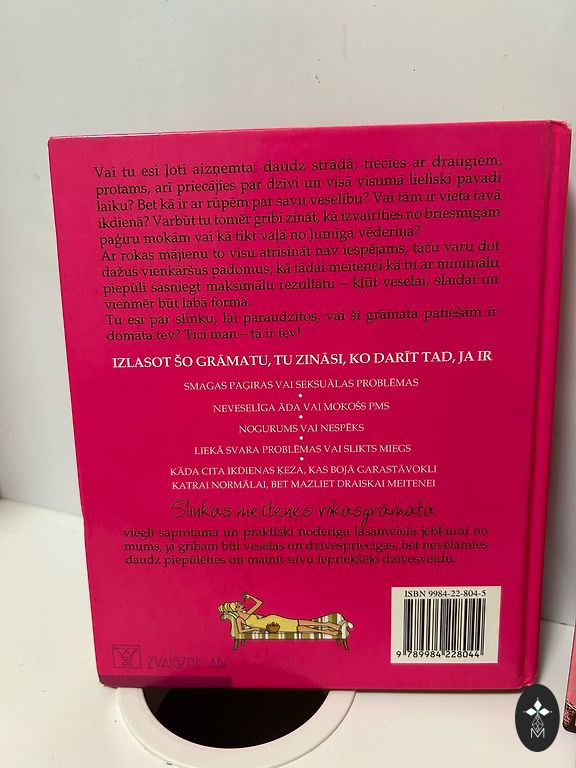 Vai tu esi ļoti aizņemta: daudz strādā, tiecies ar draugiem,
protams, arī priecājies par dzīvi un visā visumā lieliski pavadi
laiku? Bet kā ir ar rūpēm par savu veselību? Vai tām ir vieta tavā
ikdienā? Varbūt tu tomēr gribi zināt, kā izvairīties no briesmīgām
paģiru mokām vai kā tikt vaļā no ļumīga vēderiņa?
Ar rokas mājienu to visu atrisināt nav iespējams, taču varu dot
dažus vienkāršus padomus, kā tādai meitenei kā tu ar minimālu
piepūli sasniegt maksimālu rezultātu – kļūt veselai, slaidai un
vienmēr būt labā formā.
Tu esi par slinku, lai paraudzītos, vai šī grāmata patiešām ir
domāta tev? Tici man – tā ir tev!
IZLASOT ŠO GRĀMATU, TU ZINĀSI, KO DARĪT TAD, JA IR
SMAGAS PAĢIRAS VAI SEKSUĀLAS PROBLĒMAS
NEVESELĪGA ĀDA VAI MOKOŠS PMS
NOGURUMS VAI NESPĒKS
LIEKĀ SVARA PROBLĒMAS VAI SLIKTS MIEGS
KĀDA CITA IKDIENAS ĶEZA, KAS BOJĀ GARASTĀVOKLI
KATRAI NORMĀLAI, BET MAZLIET DRAISKAI MEITENEI
Slinkas meitenes rokasgrāmata
viegli saprotama un praktiski noderīga lasāmviela jebkurai no
mums, ja gribam būt veselas un dzīvespriecīgas, bet nevēlamies
daudz piepūlēties un mainīt savu iepriekšējo dzīvesveidu.
ISBN 9984-22-804-5
9 789984 228044
ZVAIGZNE ABC
M